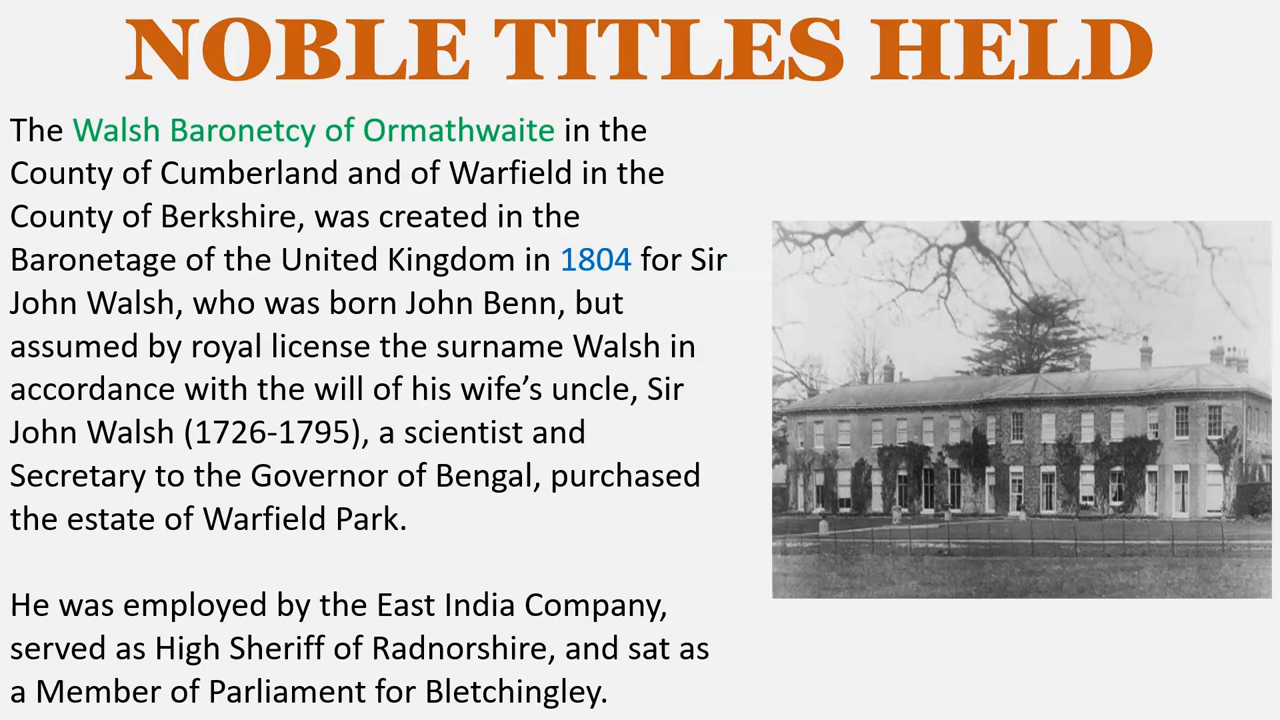 NOBLE TITLES HELD
The Walsh Baronetcy of Ormathwaite in the
County of Cumberland and of Warfield in the
County of Berkshire, was created in the
Baronetage of the United Kingdom in 1804 for Sir
John Walsh, who was born John Benn, but
assumed by royal license the surname Walsh in
accordance with the will of his wife’s uncle, Sir
John Walsh (1726-1795), a scientist and
Secretary to the Governor of Bengal, purchased
the estate of Warfield Park.
He was employed by the East India Company,
served as High Sheriff of Radnorshire, and sat as
a Member of Parliament for Bletchingley.